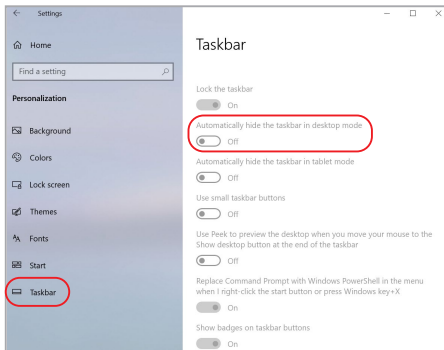 Settings
Home
Find a setting
Personalization
Background
Colors
Lock screen
Themes
Fonts
Start
Taskbar
Taskbar
Lock the taskbar
On
Automatically hide the taskbar in desktop mode
Off
Automatically hide the taskbar in tablet mode
Off
Use small taskbar buttons
Off
Use Peek to preview the desktop when you move your mouse to the
Show desktop button at the end of the taskbar
Off
Replace Command Prompt with Windows PowerShell in the menu
when I right-click the start button or press Windows key+X
On
Show badges on taskbar buttons
On